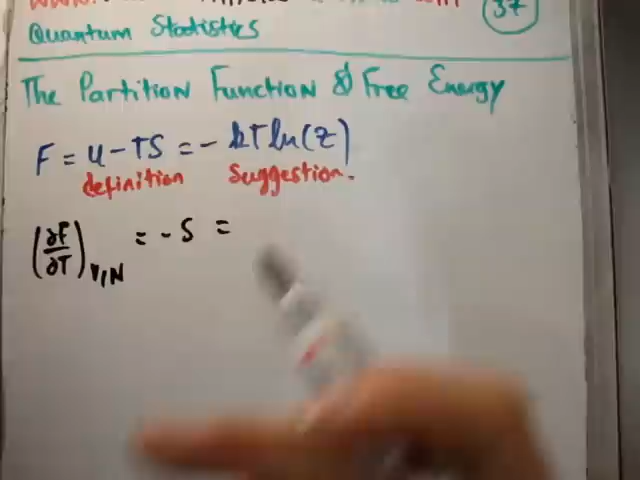 37
Quantum Statistics
The Partition Function & Free Energy
F = U - TS = - kT ln(Z)
definition suggestion.
(∂F/∂T)V,N = - S =